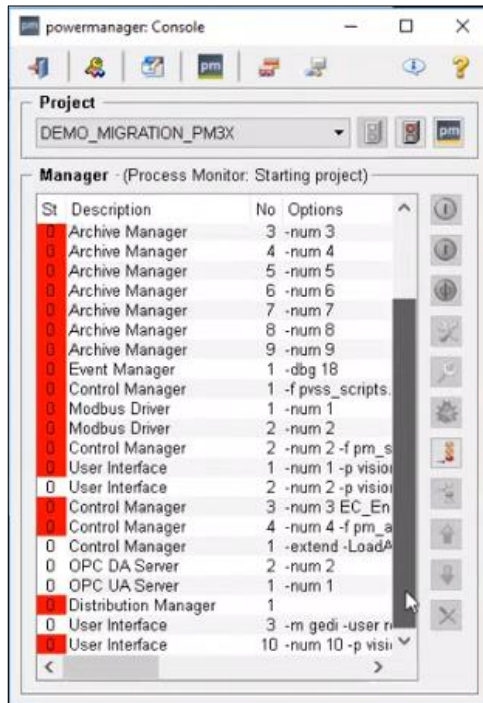 pm powermanager: Console
pm
Project
DEMO_MIGRATION_PM3X
pm
Manager - (Process Monitor: Starting project)
St Description No Options
0 Archive Manager 3 -num 3
0 Archive Manager 4 -num 4
0 Archive Manager 5 -num 5
0 Archive Manager 6 -num 6
0 Archive Manager 7 -num 7
0 Archive Manager 8 -num 8
0 Archive Manager 9 -num 9
0 Event Manager 1 -dbg 18
0 Control Manager 1 -f pvss_scripts.
0 Modbus Driver 1 -num 1
0 Modbus Driver 2 -num 2
0 Control Manager 2 -num 2 -f pm_s
0 User Interface 1 -num 1 -p vision
0 User Interface 2 -num 2 -p vision
0 Control Manager 3 -num 3 EC_En
0 Control Manager 4 -num 4 -f pm_a
0 Control Manager 1 -extend -LoadA
0 OPC DA Server 2 -num 2
0 OPC UA Server 1 -num 1
0 Distribution Manager 1
0 User Interface 3 -m gedi -user r
0 User Interface 10 -num 10 -p visi